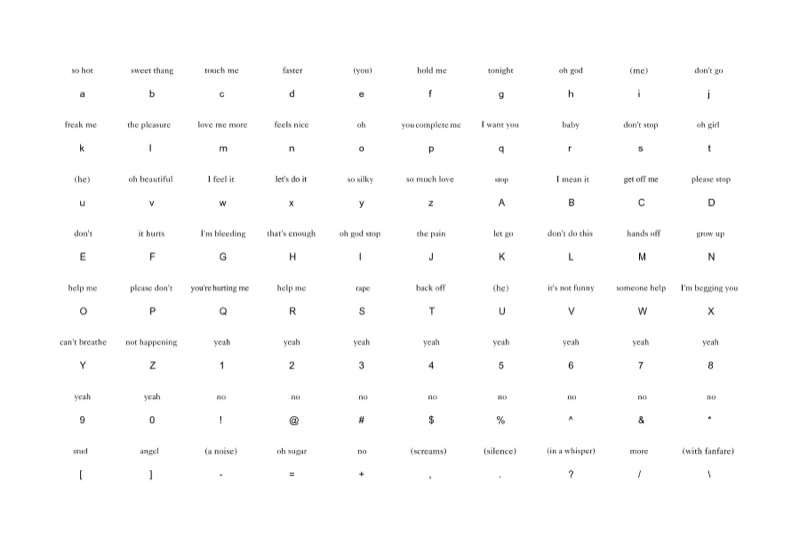 so hot sweet thang touch me faster (you) hold me tonight oh god (me) don't go
a b c d e f g h i j
freak me the pleasure love me more feels nice oh you complete me I want you baby don't stop oh girl
k l m n o p q r s t
(he) oh beautiful I feel it let's do it so silky so much love stop I mean it get off me please stop
u v w x y z A B C D
don't it hurts I'm bleeding that's enough oh god stop the pain let go don't do this hands off grow up
E F G H I J K L M N
help me please don't you're hurting me help me rape back off (he) it's not funny someone help I'm begging you
O P Q R S T U V W X
can't breathe not happening yeah yeah yeah yeah yeah yeah yeah yeah
Y Z 1 2 3 4 5 6 7 8
yeah yeah no no no no no no no no
9 0 ! @ # $ % ^ & *
stud angel (a noise) oh sugar no (screams) (silence) (in a whisper) more (with fanfare)
[ ] - = + , . ? / \